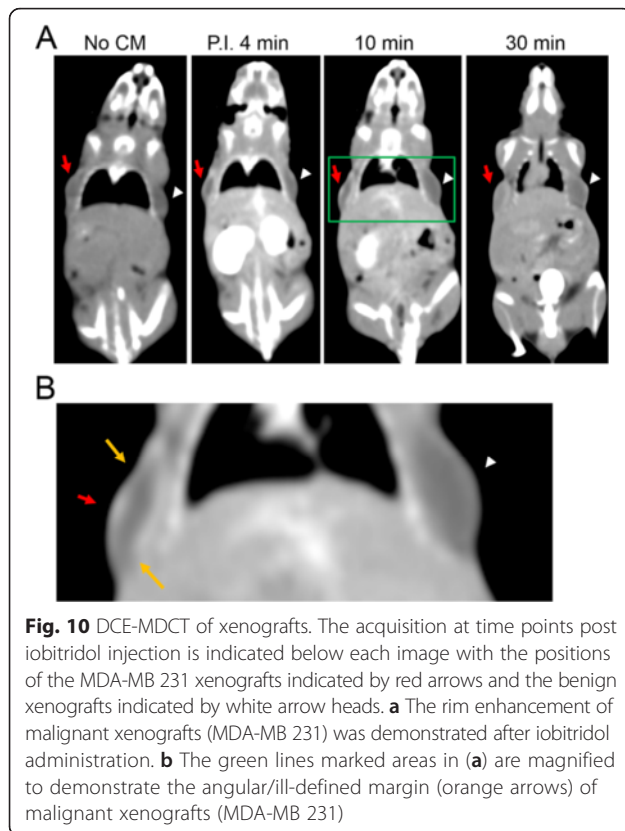 A
No CM P.I. 4 min 10 min 30 min
B
Fig. 10 DCE-MDCT of xenografts. The acquisition at time points post
iobitridol injection is indicated below each image with the positions
of the MDA-MB 231 xenografts indicated by red arrows and the benign
xenografts indicated by white arrow heads. a The rim enhancement of
malignant xenografts (MDA-MB 231) was demonstrated after iobitridol
administration. b The green lines marked areas in (a) are magnified
to demonstrate the angular/ill-defined margin (orange arrows) of
malignant xenografts (MDA-MB 231)